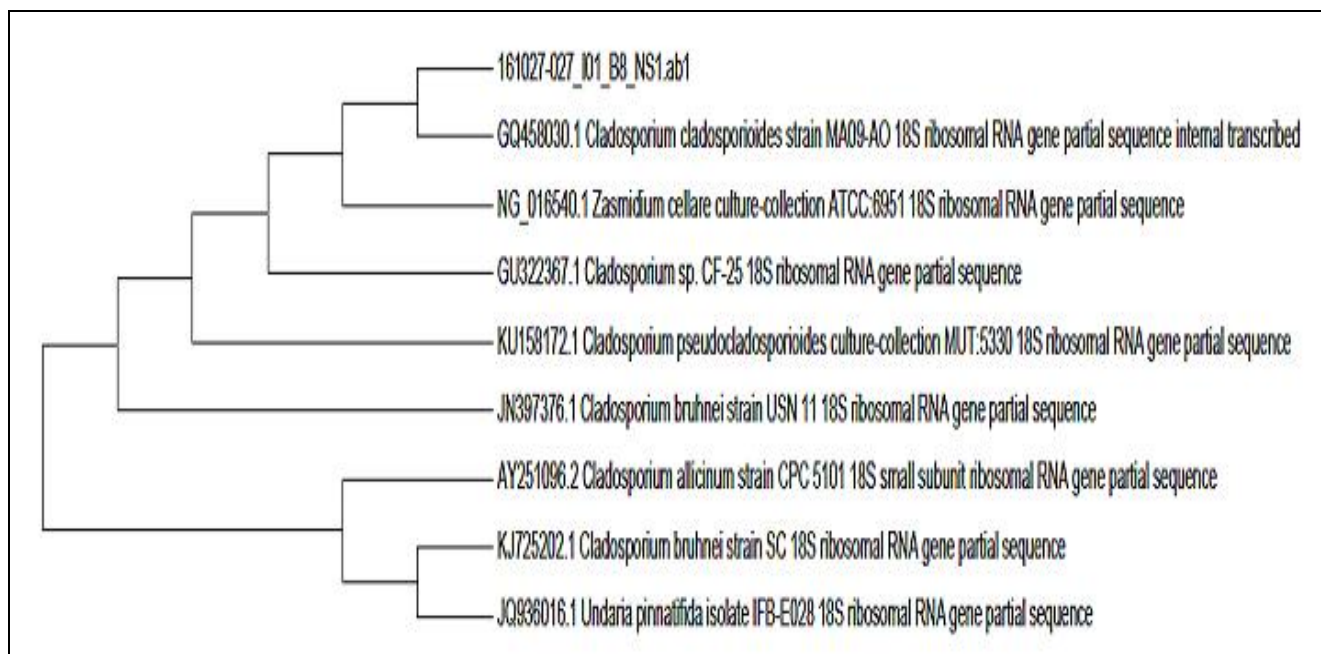 161027-027_I01_B8_NS1.ab1
GQ458030.1 Cladosporium cladosporioides strain MA09-AO 18S ribosomal RNA gene partial sequence internal transcribed
NG_016540.1 Zasmidium cellare culture-collection ATCC:6951 18S ribosomal RNA gene partial sequence
GU322367.1 Cladosporium sp. CF-25 18S ribosomal RNA gene partial sequence
KU158172.1 Cladosporium pseudocladosporioides culture-collection MUT:5330 18S ribosomal RNA gene partial sequence
JN397376.1 Cladosporium bruhnei strain USN 11 18S ribosomal RNA gene partial sequence
AY251096.2 Cladosporium allicinum strain CPC 5101 18S small subunit ribosomal RNA gene partial sequence
KJ725202.1 Cladosporium bruhnei strain SC 18S ribosomal RNA gene partial sequence
JQ936016.1 Undaria pinnatifida isolate IFB-E028 18S ribosomal RNA gene partial sequence